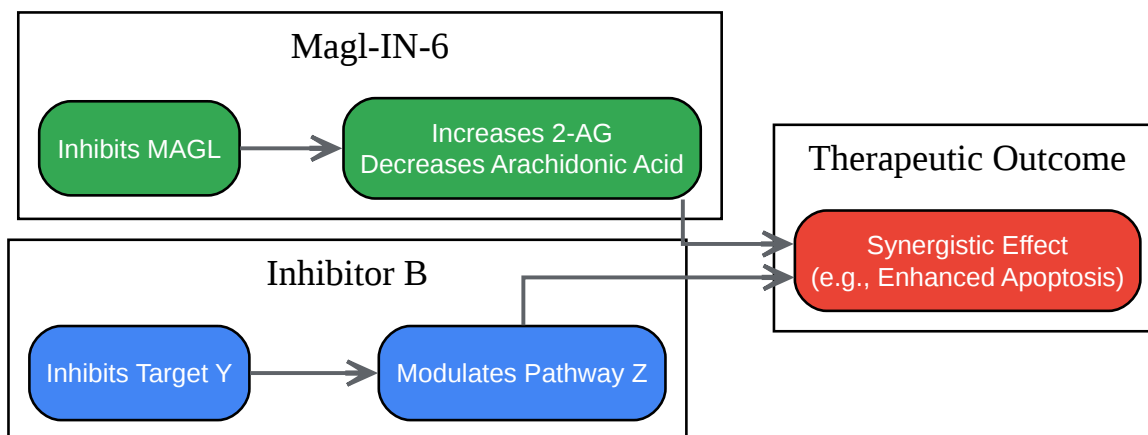 Magl-IN-6
Inhibits MAGL
Increases 2-AG
Decreases Arachidonic Acid
Inhibitor B
Inhibits Target Y
Modulates Pathway Z
Therapeutic Outcome
Synergistic Effect
(e.g., Enhanced Apoptosis)